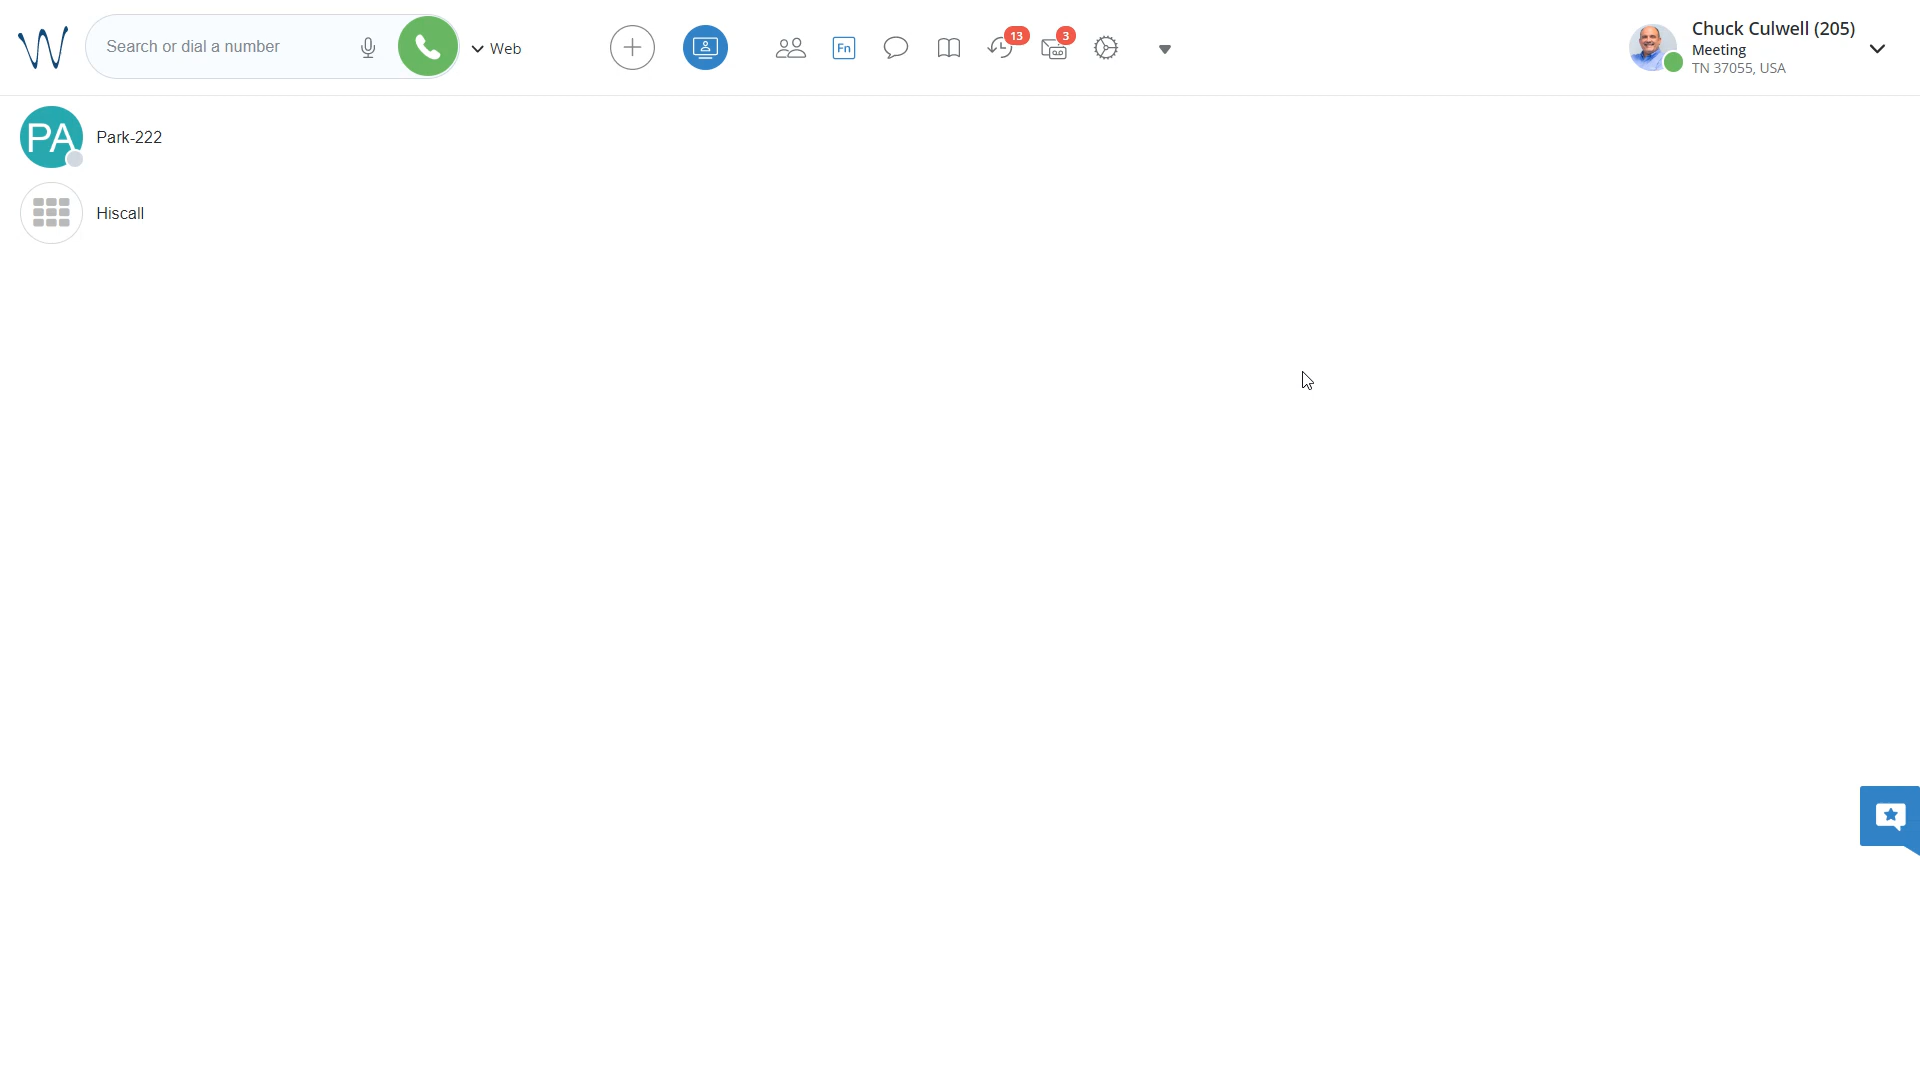 W
Search or dial a number
Web
Fn
13
3
Chuck Culwell (205)
Meeting
TN 37055, USA
PA
Park-222
Hiscall